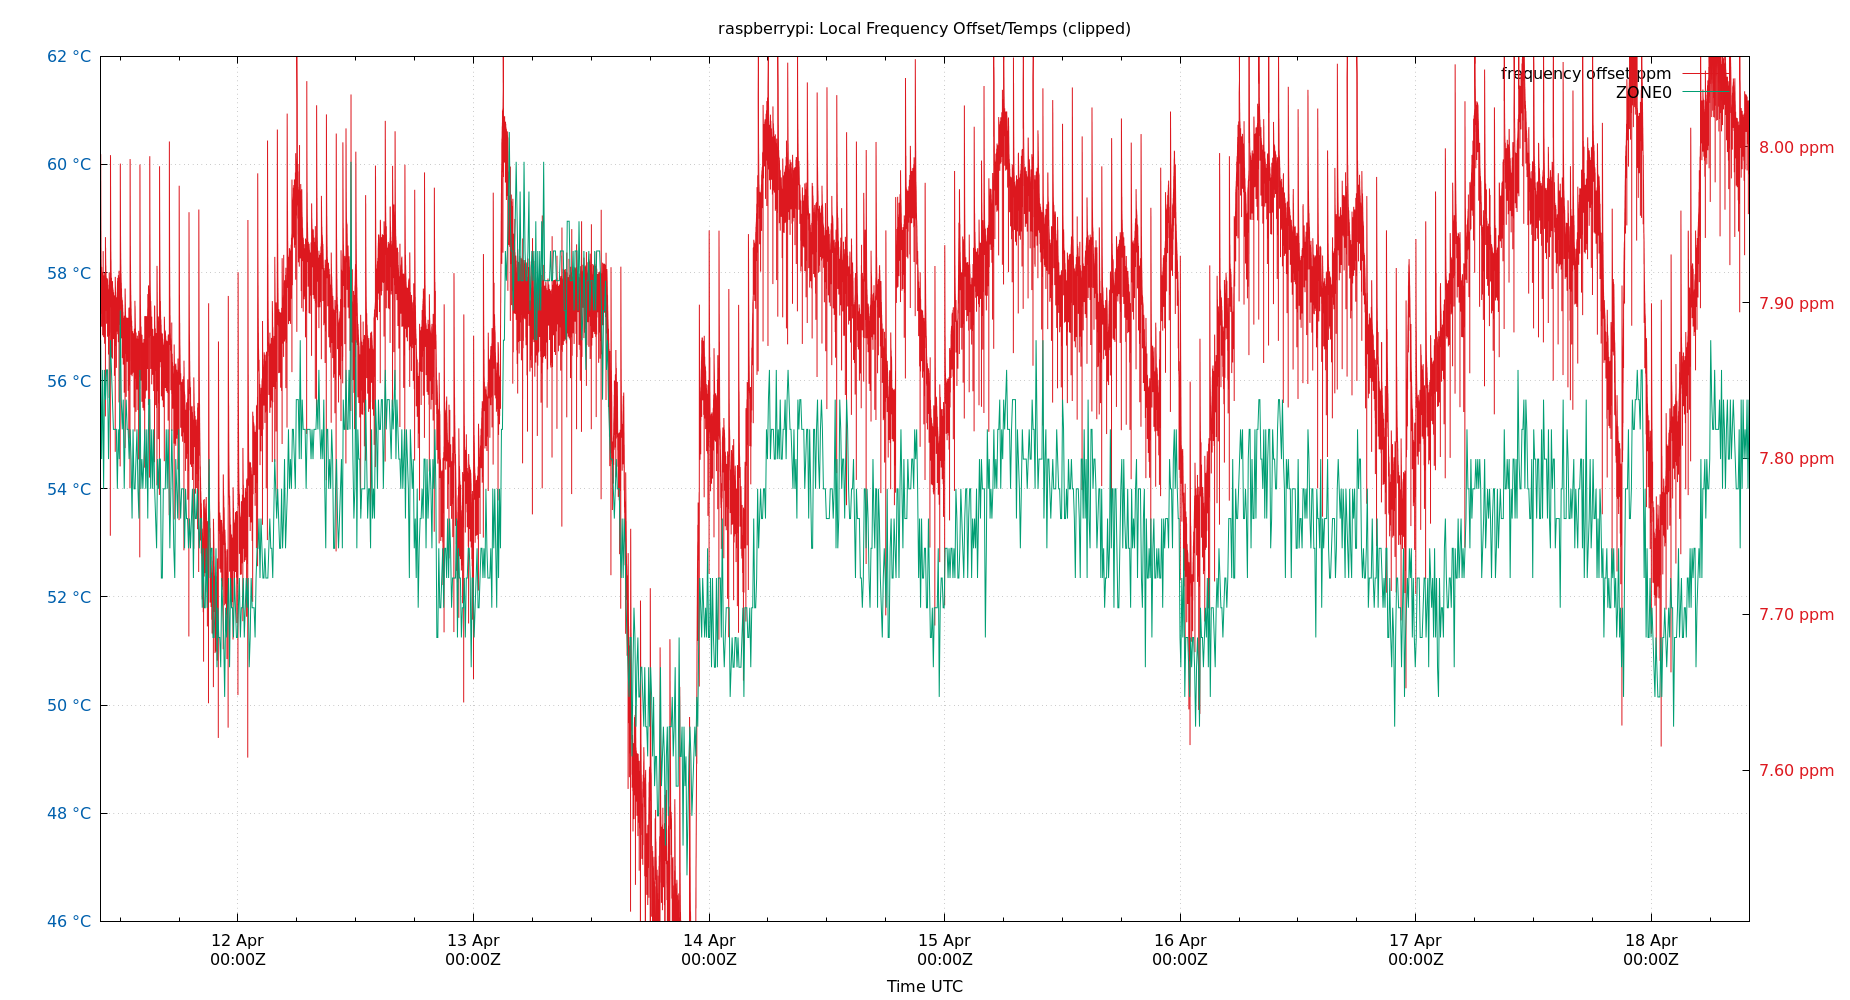 raspberrypi: Local Frequency Offset/Temps (clipped)
62 °C
60 °C
58 °C
56 °C
54 °C
52 °C
50 °C
48 °C
46 °C
frequency offset ppm
ZONE0
8.00 ppm
7.90 ppm
7.80 ppm
7.70 ppm
7.60 ppm
12 Apr
00:00Z
13 Apr
00:00Z
14 Apr
00:00Z
15 Apr
00:00Z
16 Apr
00:00Z
17 Apr
00:00Z
18 Apr
00:00Z
Time UTC